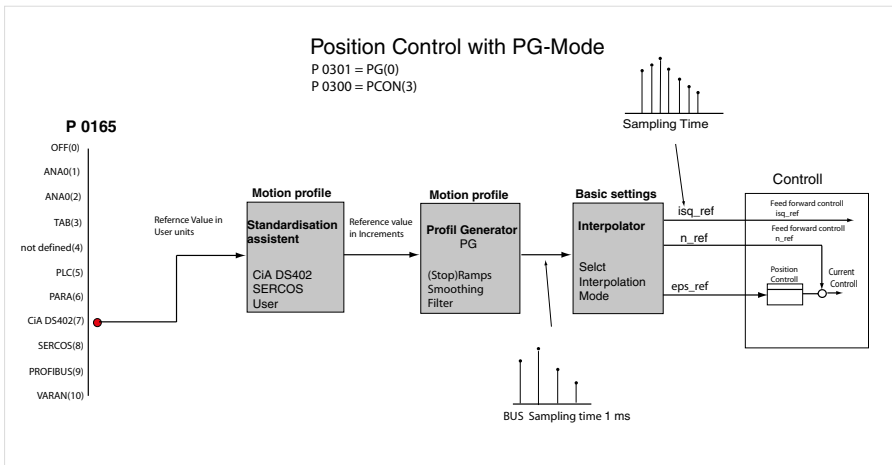 Position Control with PG-Mode
P 0301 = PG(0)
P 0300 = PCON(3)
Sampling Time
P 0165
OFF(0)
ANA0(1)
ANA0(2)
TAB(3)
not defined(4)
PLC(5)
PARA(6)
CiA DS402(7)
SERCOS(8)
PROFIBUS(9)
VARAN(10)
Refernce Value in
User units
Motion profile
Standardisation
assistent
CiA DS402
SERCOS
User
Reference value
in Increments
Motion profile
Profil Generator
PG
(Stop)Ramps
Smoothing
Filter
BUS Sampling time 1 ms
Basic settings
Interpolator
Selct
Interpolation
Mode
isq_ref
n_ref
eps_ref
Controll
Feed forward controll
isq_ref
Feed forward controll
n_ref
Position
Controll
Current
Controll